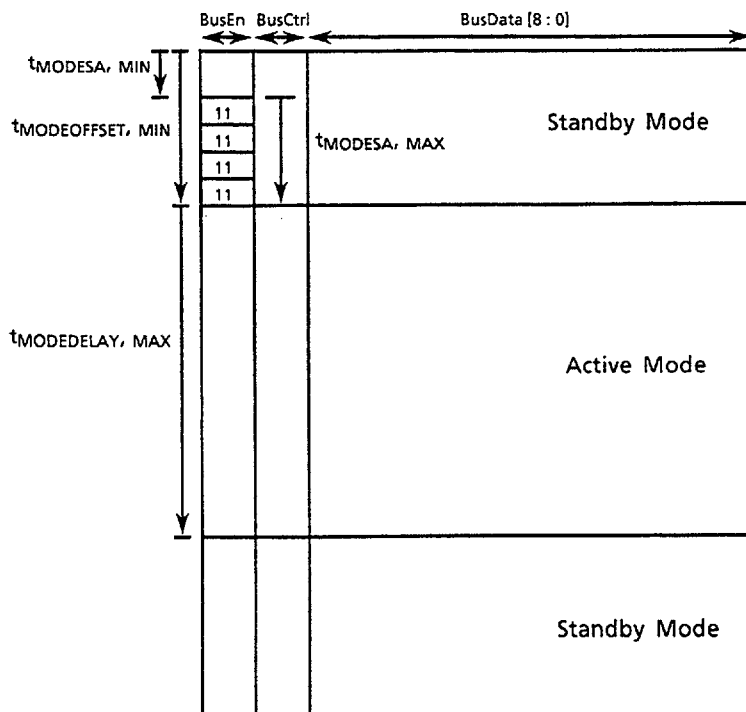 BusEn BusCtrl BusData [8 : 0]
tMODESA, MIN
11
tMODEOFFSET, MIN
11
tMODESA, MAX
Standby Mode
11
11
tMODEDELAY, MAX
Active Mode
Standby Mode